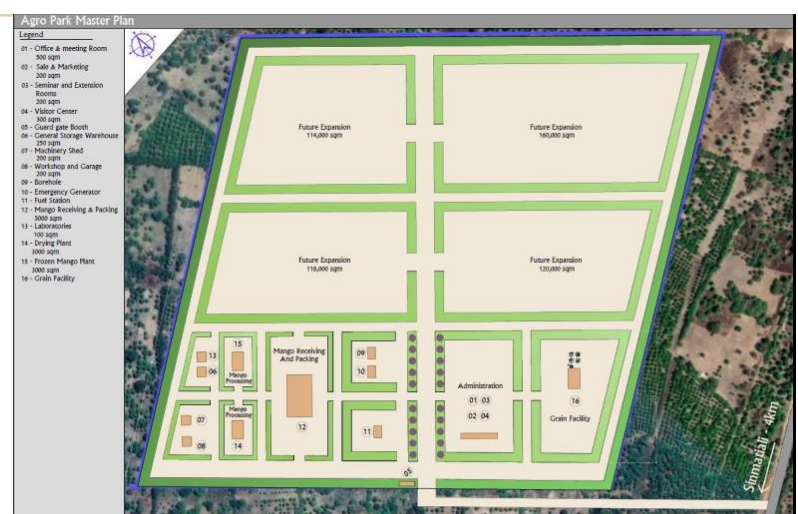 Agro Park Master Plan
Legend
01 - Office & meeting Room
500 sqm
02 - Sale & Marketing
200 sqm
03 - Seminar and Extension
Rooms
200 sqm
04 - Visitor Center
300 sqm
05 - Guard gate Booth
06 - General Storage Warehouse
250 sqm
07 - Machinery Shed
200 sqm
08 - Workshop and Garage
200 sqm
09 - Borehole
10 - Emergency Generator
11 - Fuel Station
12 - Mango Receiving & Packing
5000 sqm
13 - Laboratories
100 sqm
14 - Drying Plant
3000 sqm
15 - Frozen Mango Plant
3000 sqm
16 - Grain Facility
Future Expansion
114,000 sqm
Future Expansion
160,000 sqm
Future Expansion
118,000 sqm
Future Expansion
120,000 sqm
13
06
15
Mango
Processing
Mango Receiving
And Packing
12
09
10
Administration
01 03
02 04
16
Grain Facility
07
08
Mango
Processing
14
11
05
Sinmatiali - 4km